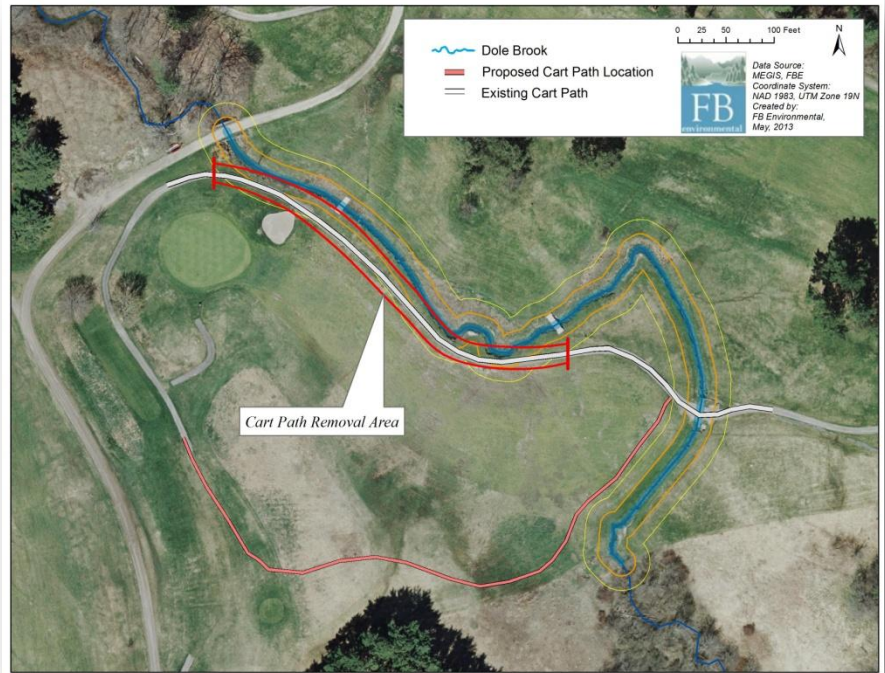 Dole Brook
Proposed Cart Path Location
Existing Cart Path
0 25 50 100 Feet
N
FB
environmental
Data Source:
MEGIS, FBE
Coordinate System:
NAD 1983, UTM Zone 19N
Created by:
FB Environmental,
May, 2013
Cart Path Removal Area